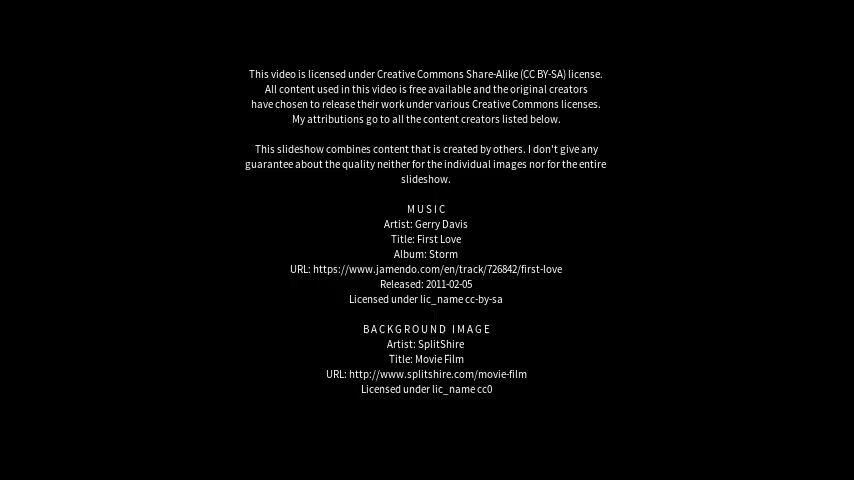 This video is licensed under Creative Commons Share-Alike (CC BY-SA) license.
All content used in this video is free available and the original creators
have chosen to release their work under various Creative Commons licenses.
My attributions go to all the content creators listed below.
This slideshow combines content that is created by others. I don't give any
guarantee about the quality neither for the individual images nor for the entire
slideshow.
MUSIC
Artist: Gerry Davis
Title: First Love
Album: Storm
URL: https://www.jamendo.com/en/track/726842/first-love
Released: 2011-02-05
Licensed under lic_name cc-by-sa
BACKGROUND IMAGE
Artist: SplitShire
Title: Movie Film
URL: http://www.splitshire.com/movie-film
Licensed under lic_name cc0